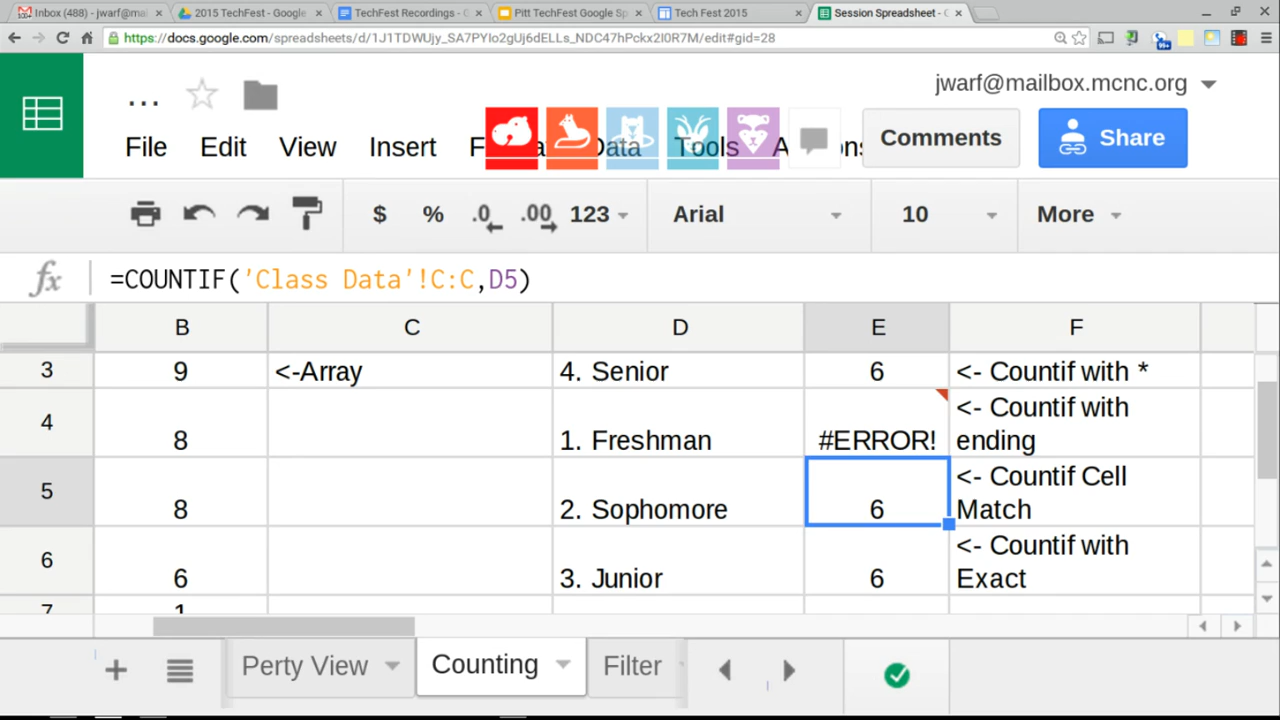 Inbox (488) - jwarf@mai
2015 TechFest - Google
TechFest Recordings - G
Pitt TechFest Google Sp
Tech Fest 2015
Session Spreadsheet - G
https://docs.google.com/spreadsheets/d/1J1TDWUjy_SA7PYIo2gUj6dELLs_NDC47hPckx2I0R7M/edit#gid=28
...
jwarf@mailbox.mcnc.org
File Edit View Insert Data Tools
Comments
Share
$ % .0 .00 123 Arial 10 More
fx =COUNTIF('Class Data'!C:C,D5)
B C D E F
3 9 <-Array 4. Senior 6 <- Countif with *
4 8 1. Freshman #ERROR! <- Countif with
ending
5 8 2. Sophomore 6 <- Countif Cell
Match
6 6 3. Junior 6 <- Countif with
Exact
7 1
+ Perty View Counting Filter